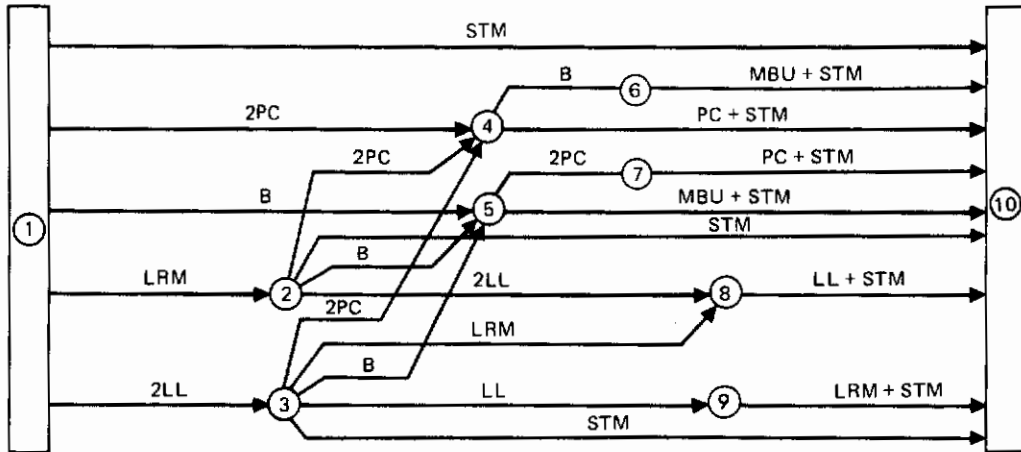 STM
B
6
MBU + STM
2PC
4
PC + STM
2PC
2PC
7
PC + STM
B
5
MBU + STM
1
10
STM
B
LRM
2
2LL
8
LL + STM
2PC
LRM
B
2LL
3
LL
9
LRM + STM
STM